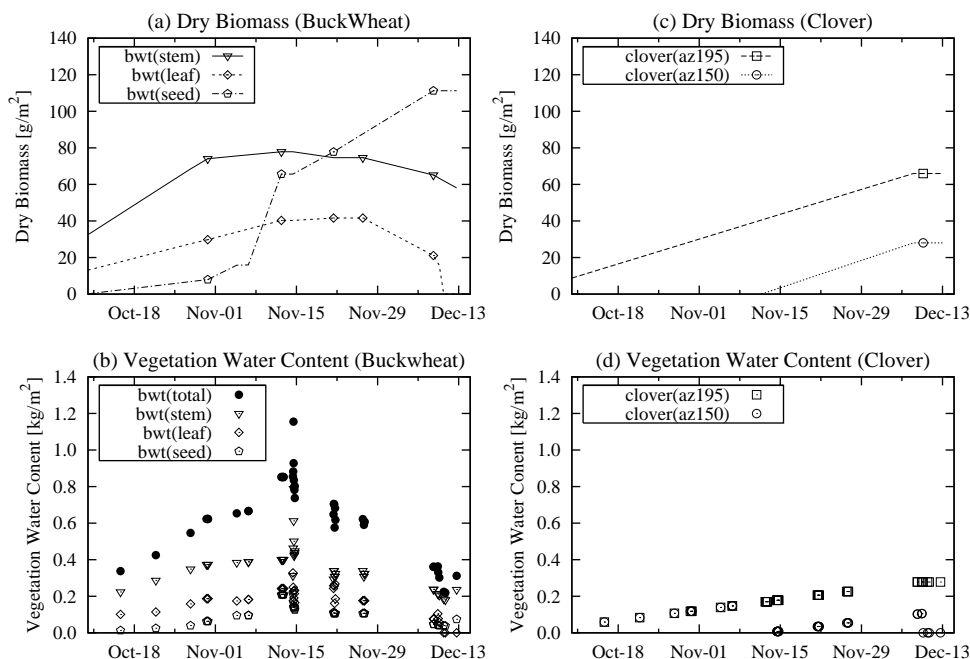 (a) Dry Biomass (BuckWheat)
Dry Biomass [g/m²]
140
120
100
80
60
40
20
0
bwt(stem)
bwt(leaf)
bwt(seed)
Oct-18 Nov-01 Nov-15 Nov-29 Dec-13
(c) Dry Biomass (Clover)
Dry Biomass [g/m²]
140
120
100
80
60
40
20
0
clover(az195)
clover(az150)
Oct-18 Nov-01 Nov-15 Nov-29 Dec-13
(b) Vegetation Water Content (Buckwheat)
Vegetation Water Conent [kg/m²]
1.4
1.2
1.0
0.8
0.6
0.4
0.2
0.0
bwt(total)
bwt(stem)
bwt(leaf)
bwt(seed)
Oct-18 Nov-01 Nov-15 Nov-29 Dec-13
(d) Vegetation Water Content (Clover)
Vegetation Water Conent [kg/m²]
1.4
1.2
1.0
0.8
0.6
0.4
0.2
0.0
clover(az195)
clover(az150)
Oct-18 Nov-01 Nov-15 Nov-29 Dec-13